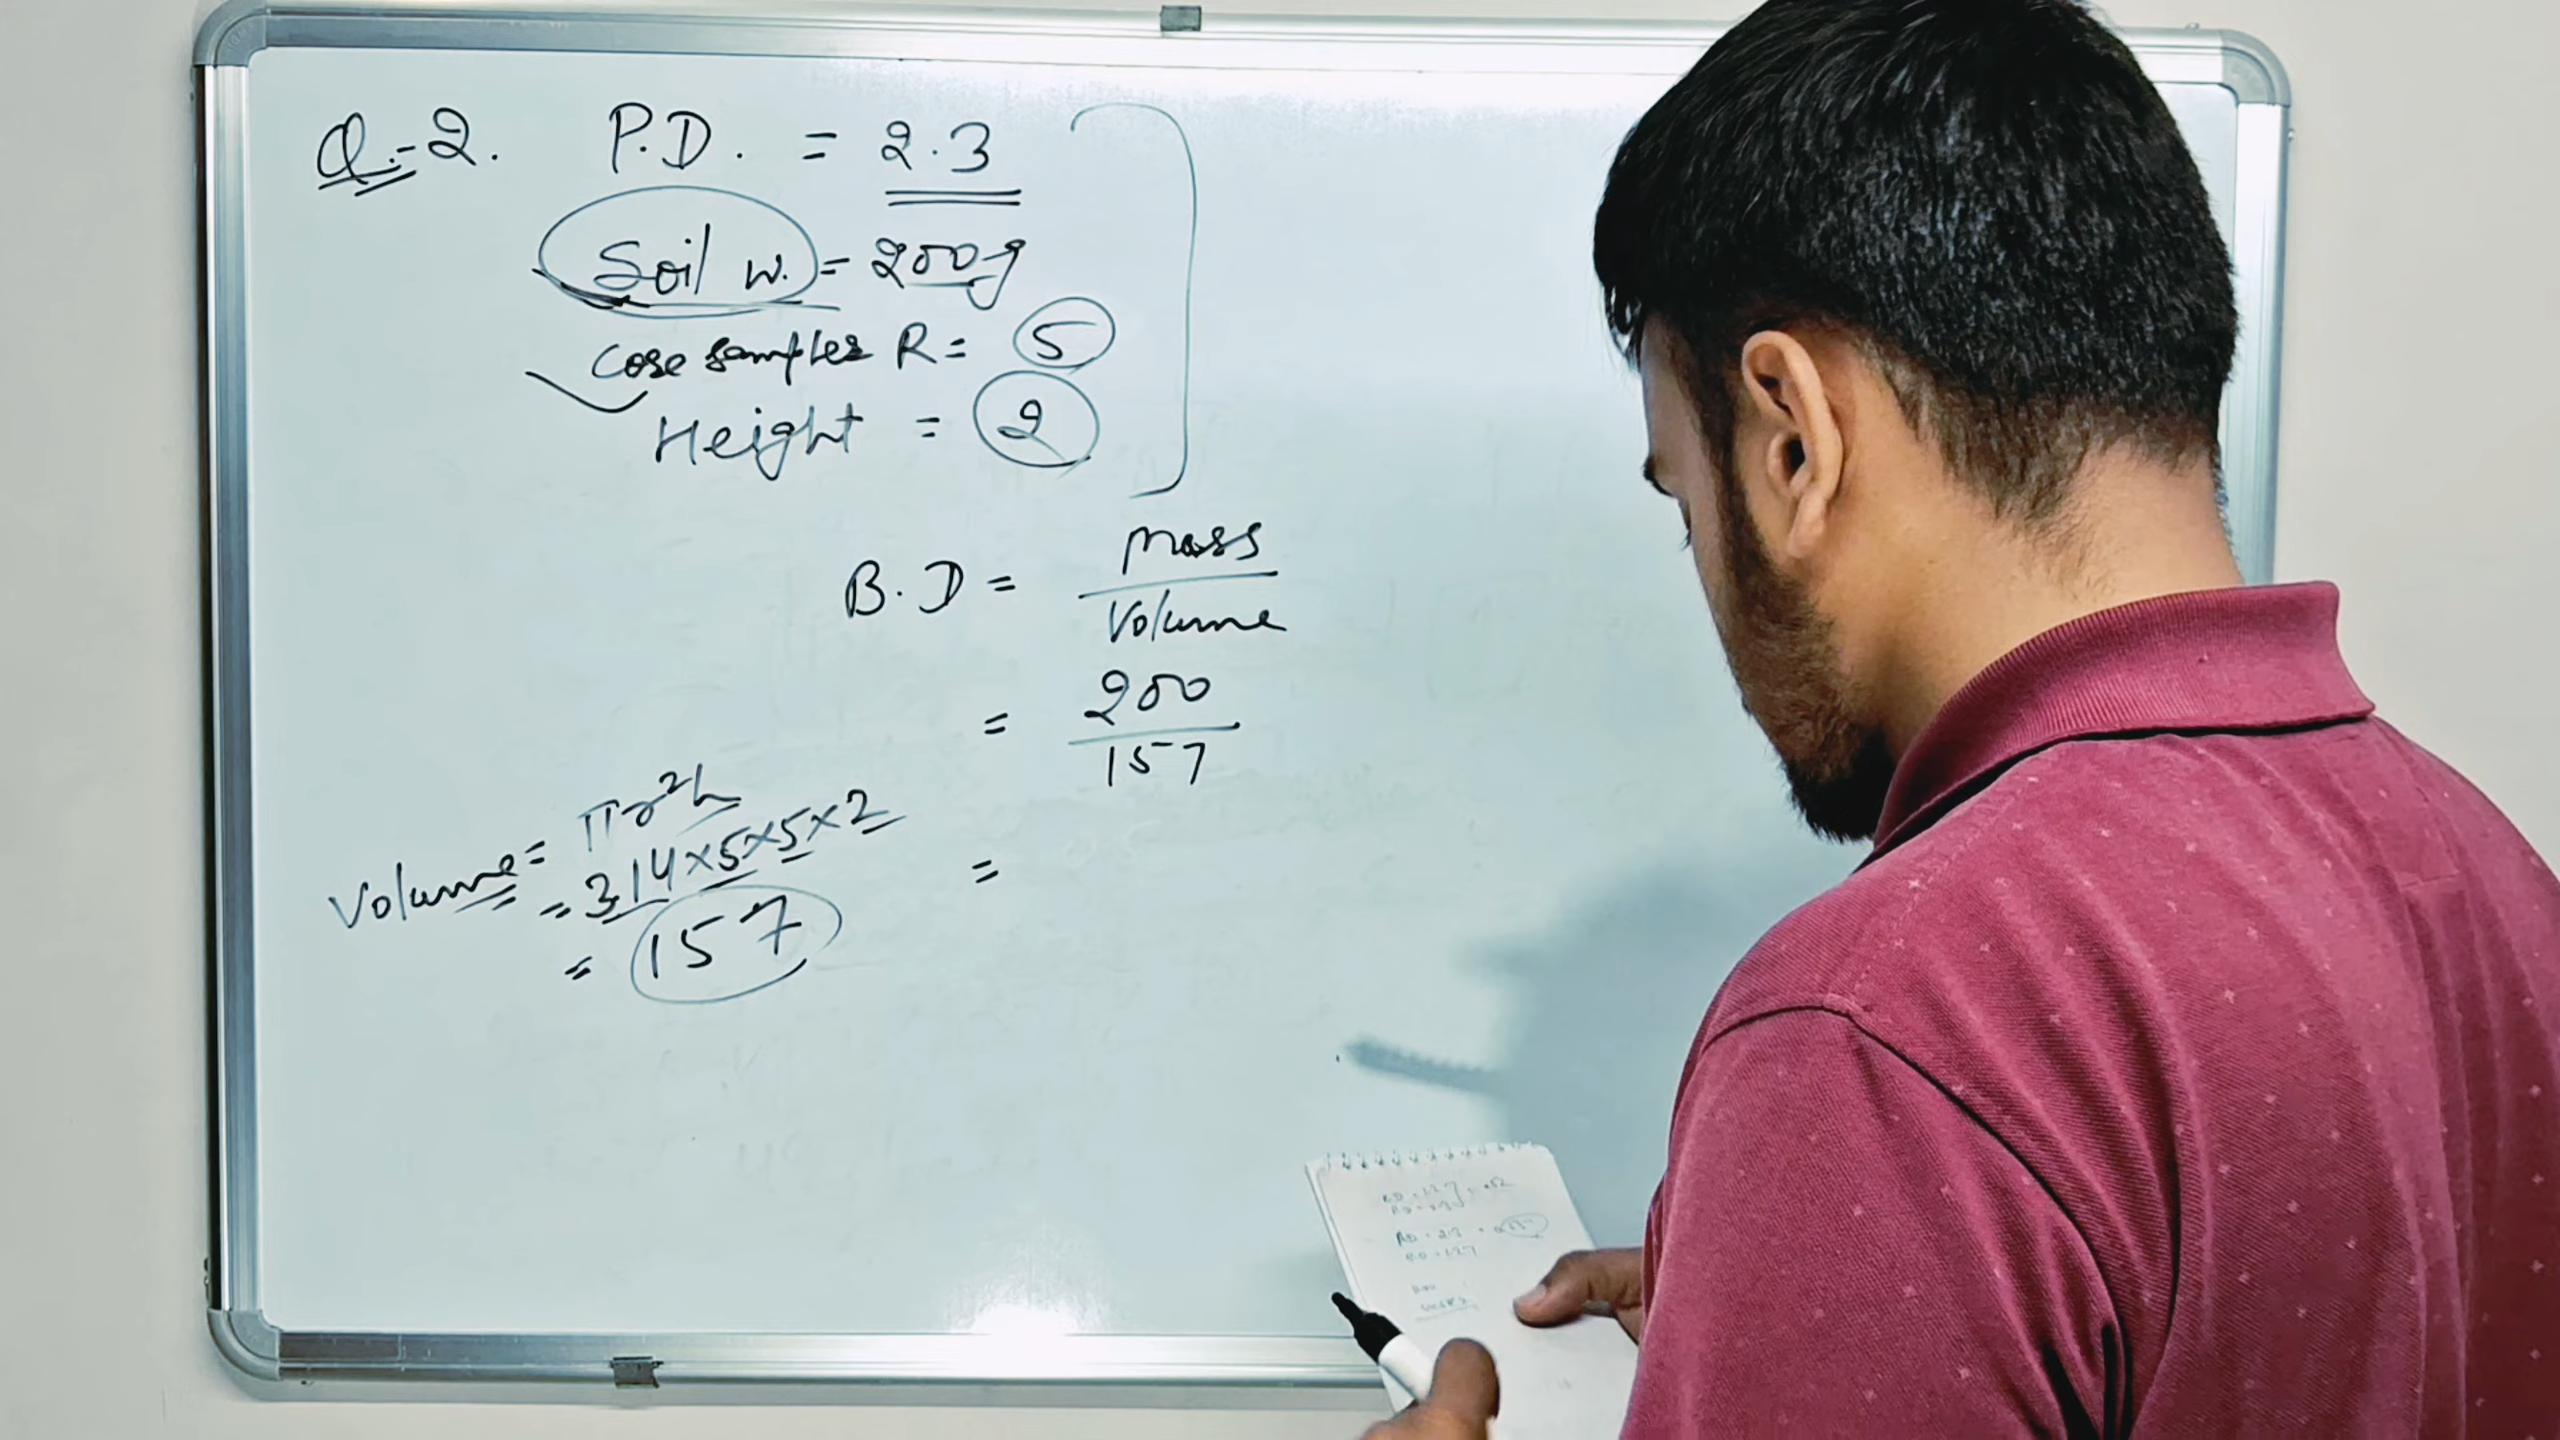 Q.-2. P.D. = 2.3
Soil w. = 200g
Core samples R = 5
Height = 2
B.D = mass / Volume
= 200 / 157
Volume = πr²h
= 3.14×5×5×2
= 157
=